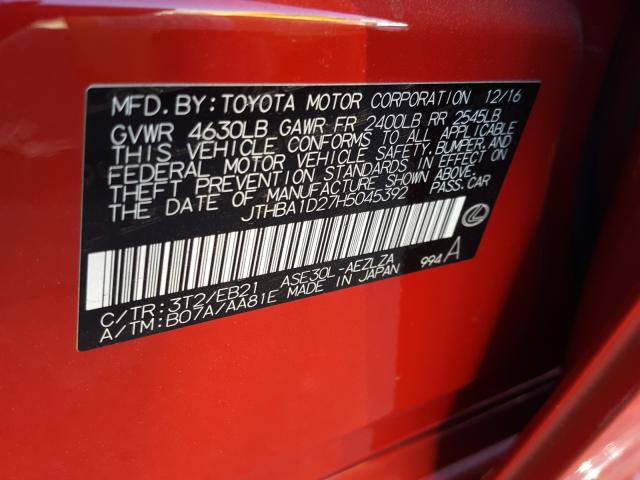 MFD. BY: TOYOTA MOTOR CORPORATION 12/16
GVWR 4630LB GAWR FR 2400LB RR 2545LB
THIS VEHICLE CONFORMS TO ALL APPLICABLE
FEDERAL MOTOR VEHICLE SAFETY, BUMPER, AND
THEFT PREVENTION STANDARDS IN EFFECT ON
THE DATE OF MANUFACTURE SHOWN ABOVE.
JTHBA1D27H5045392 PASS. CAR
C/TR: 3T2/EB21 ASE30L-AEZLZA 994 A
A/TM: B07A/AA81E MADE IN JAPAN